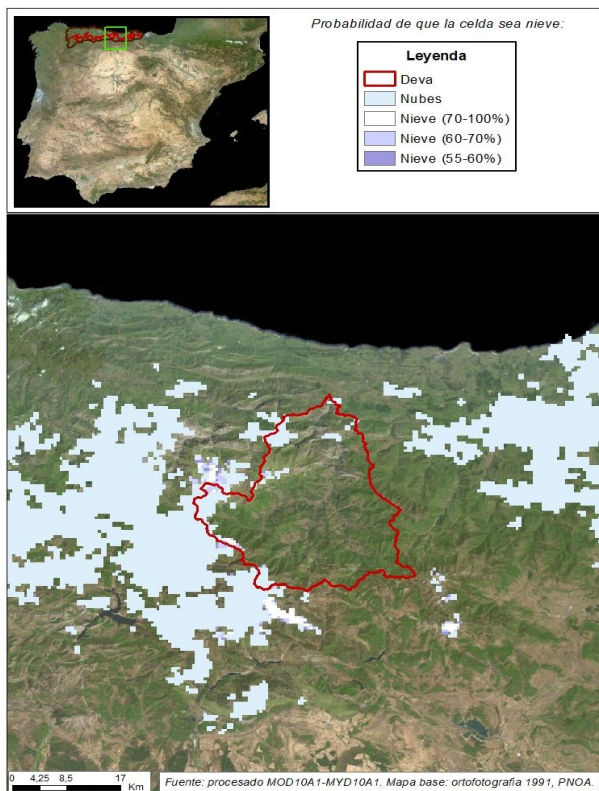 Probabilidad de que la celda sea nieve:
Leyenda
Deva
Nubes
Nieve (70-100%)
Nieve (60-70%)
Nieve (55-60%)
0 4,25 8,5 17
Km
Fuente: procesado MOD10A1-MYD10A1. Mapa base: ortofotografia 1991, PNOA.